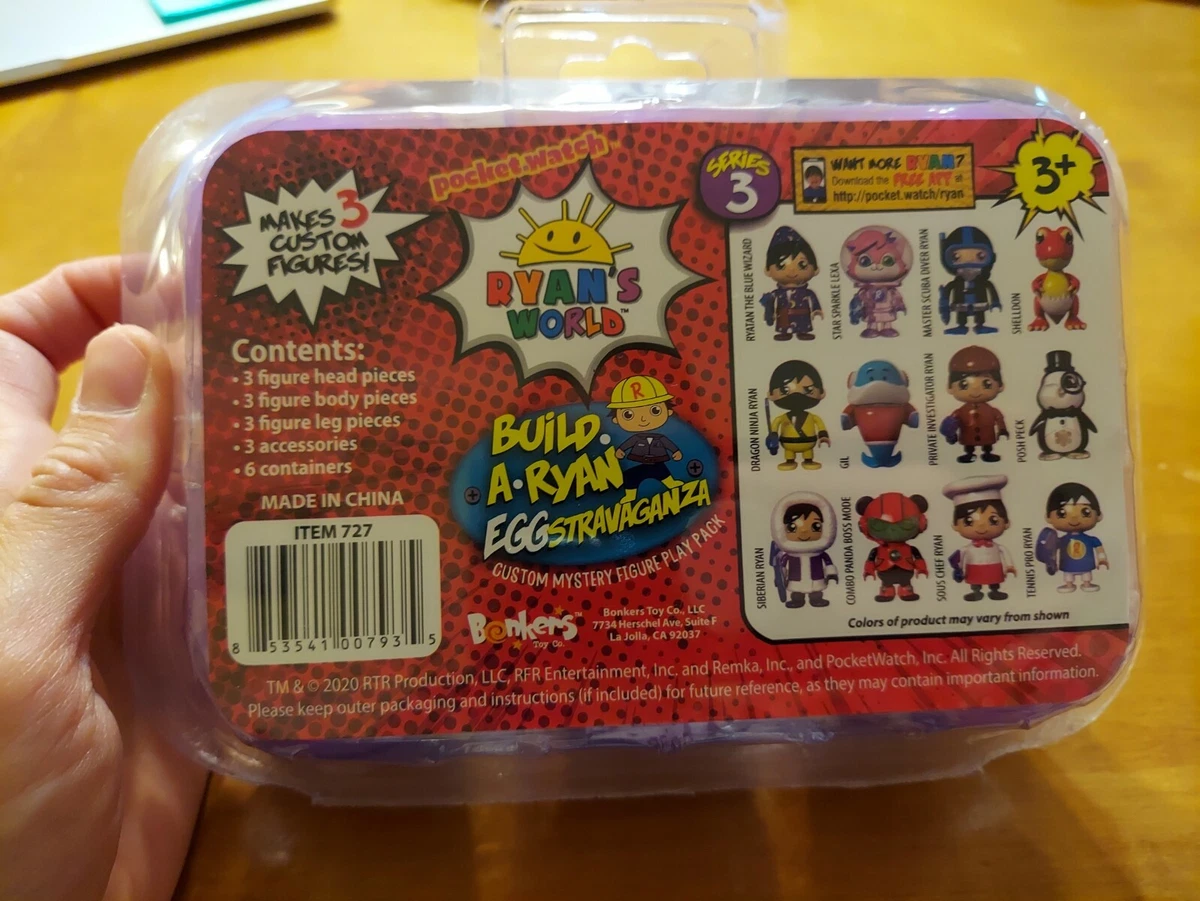 pocket.watch™
MAKES 3
CUSTOM
FIGURES!
RYAN'S
WORLD™
SERIES
3
WANT MORE RYAN?
Download the FREE APP at
http://pocket.watch/ryan
3+
Contents:
• 3 figure head pieces
• 3 figure body pieces
• 3 figure leg pieces
• 3 accessories
• 6 containers
MADE IN CHINA
ITEM 727
8 53541 00793 5
R
BUILD•
A•RYAN
EGGSTRAVAGANZA
CUSTOM MYSTERY FIGURE PLAY PACK
Bonkers™
Toy Co.
Bonkers Toy Co., LLC
7734 Herschel Ave, Suite F
La Jolla, CA 92037
RYATAN THE BLUE WIZARD
STAR SPARKLE LEXA
MASTER SCUBA DIVER RYAN
SHELLDON
DRAGON NINJA RYAN
GIL
PRIVATE INVESTIGATOR RYAN
POSH PECK
SIBERIAN RYAN
COMBO PANDA BOSS MODE
SOUS CHEF RYAN
TENNIS PRO RYAN
R
Colors of product may vary from shown
TM & © 2020 RTR Production, LLC, RFR Entertainment, Inc. and Remka, Inc., and PocketWatch, Inc. All Rights Reserved.
Please keep outer packaging and instructions (if included) for future reference, as they may contain important information.